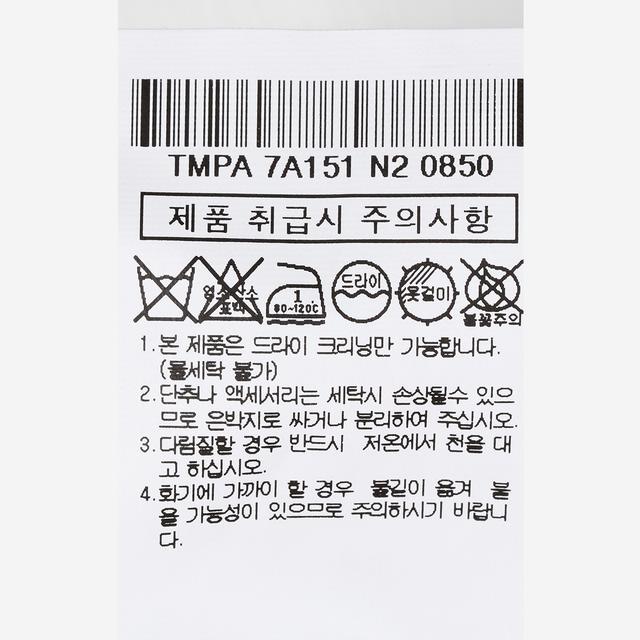 TMPA 7A151 N2 0850
제품 취급시 주의사항
염소산소
표백
1
80~120℃
드라이
옷걸이
불꽃주의
1.본 제품은 드라이 크리닝만 가능합니다.
(물세탁 불가)
2.단추나 액세서리는 세탁시 손상될수 있으
므로 은박지로 싸거나 분리하여 주십시오.
3.다림질할 경우 반드시 저온에서 천을 대
고 하십시오.
4.화기에 가까이 할 경우 불길이 옮겨 붙
을 가능성이 있으므로 주의하시기 바랍니
다.